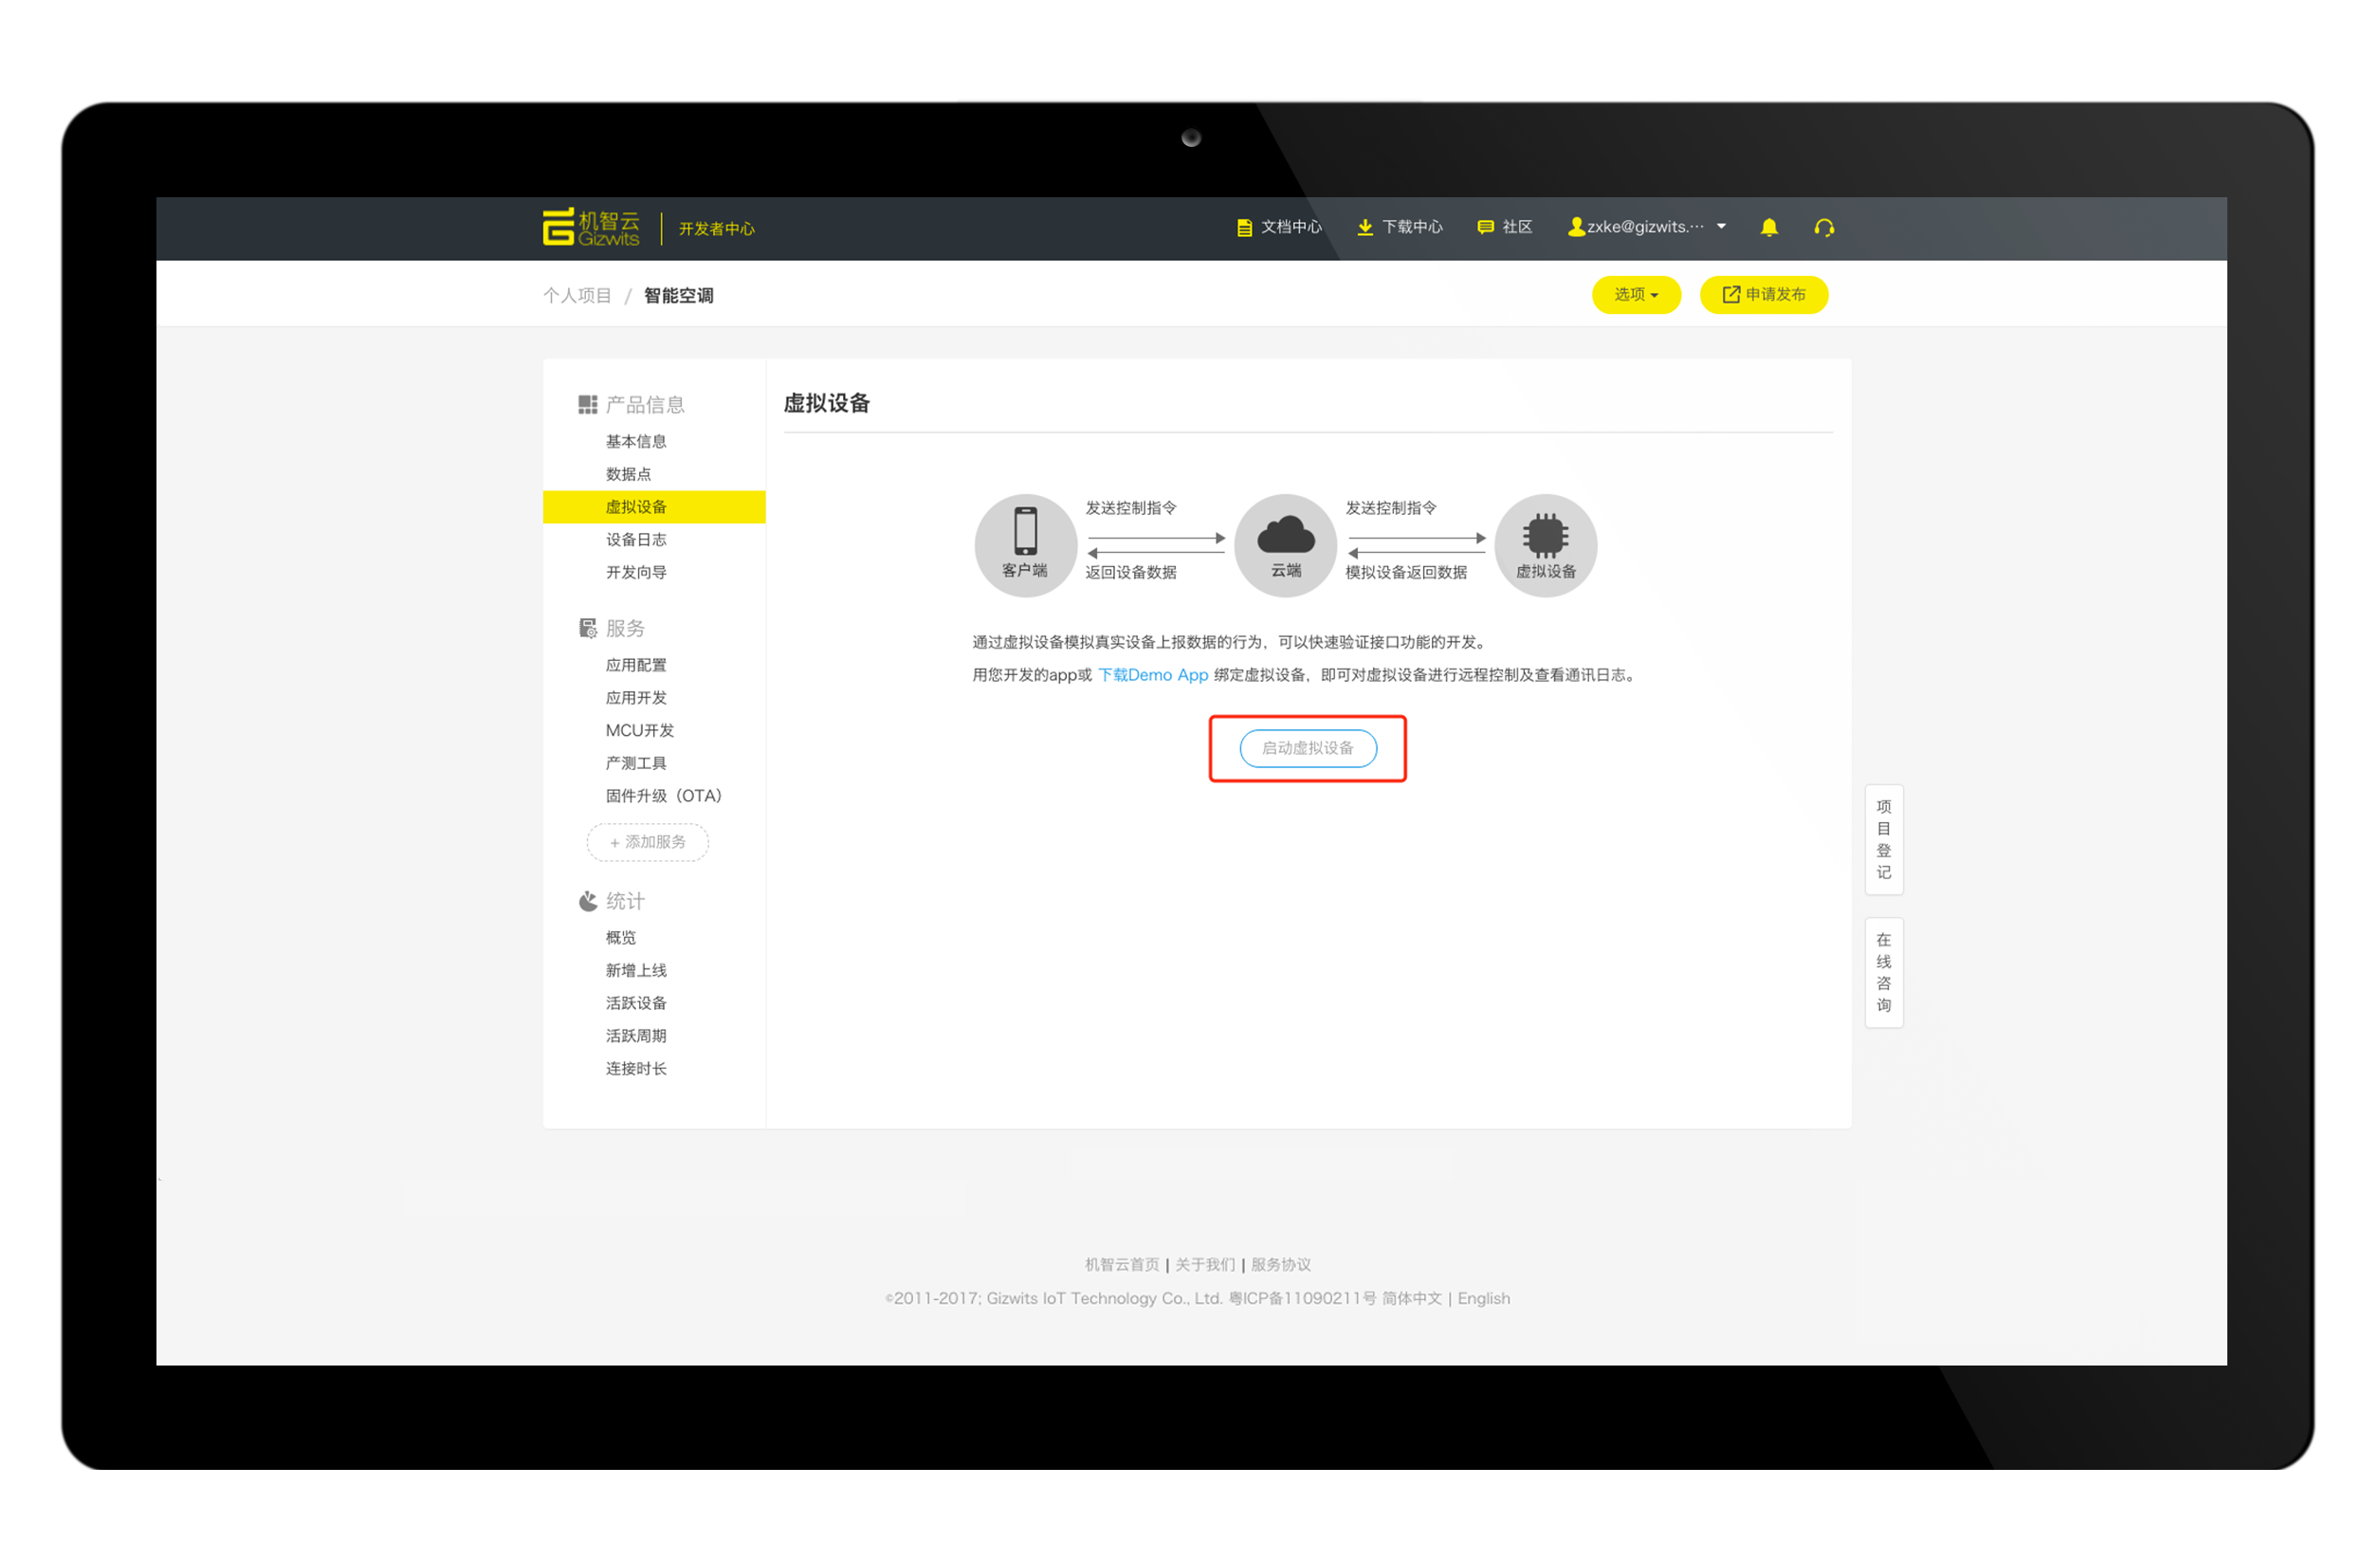 机智云
Gizwits
开发者中心
文档中心
下载中心
社区
zxke@gizwits.···
个人项目 / 智能空调
选项
申请发布
产品信息
基本信息
数据点
虚拟设备
设备日志
开发向导
服务
应用配置
应用开发
MCU开发
产测工具
固件升级（OTA）
+ 添加服务
统计
概览
新增上线
活跃设备
活跃周期
连接时长
虚拟设备
客户端
发送控制指令
返回设备数据
云端
发送控制指令
模拟设备返回数据
虚拟设备
通过虚拟设备模拟真实设备上报数据的行为，可以快速验证接口功能的开发。
用您开发的app或 下载Demo App 绑定虚拟设备，即可对虚拟设备进行远程控制及查看通讯日志。
启动虚拟设备
项目登记
在线咨询
机智云首页 | 关于我们 | 服务协议
©2011-2017; Gizwits IoT Technology Co., Ltd. 粤ICP备11090211号 简体中文 | English